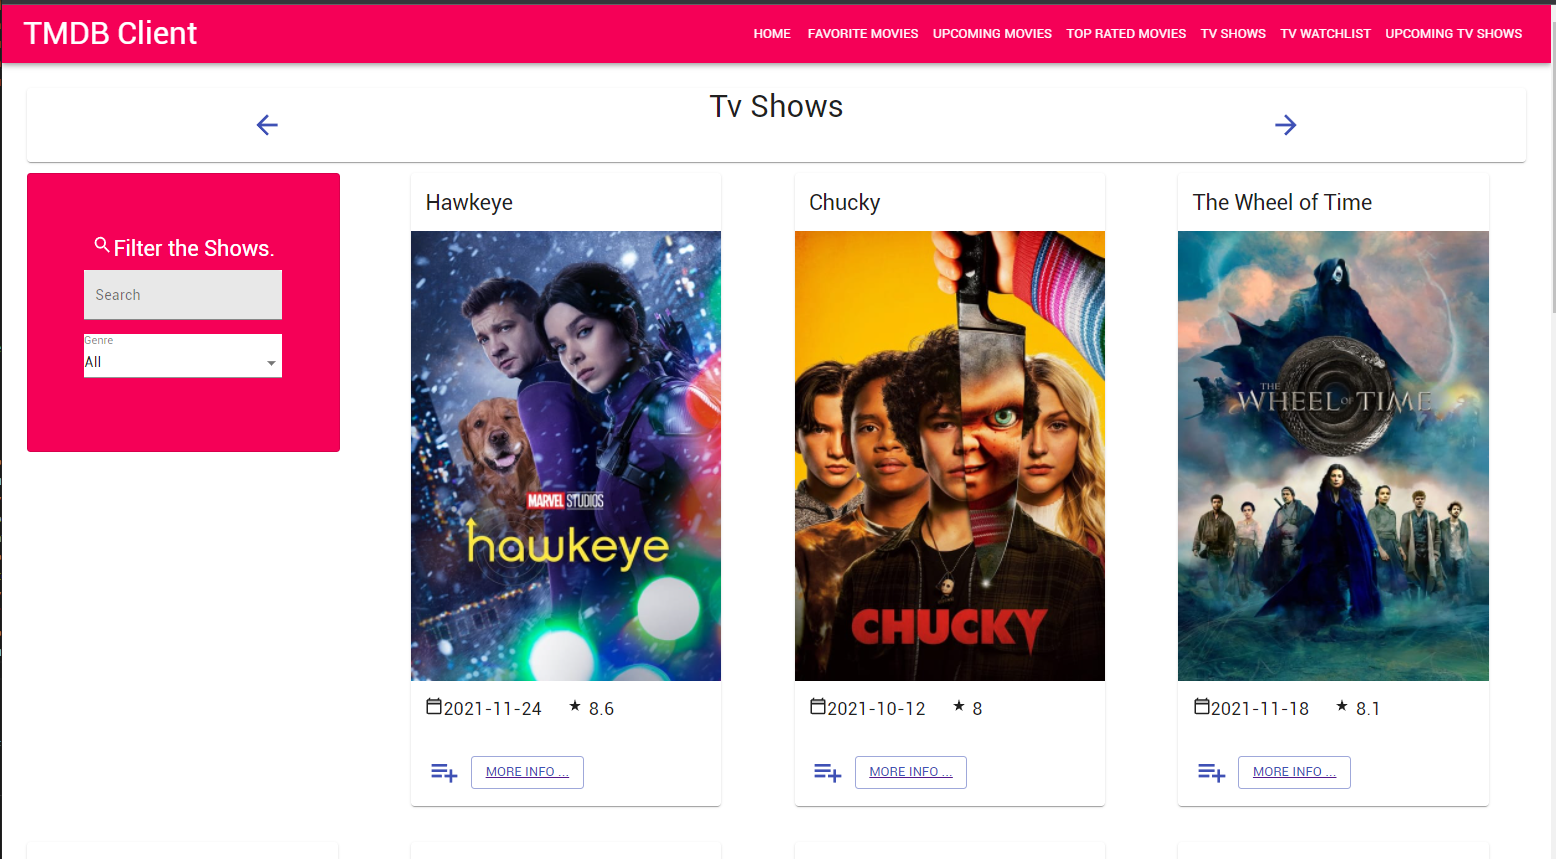 TMDB Client
HOME FAVORITE MOVIES UPCOMING MOVIES TOP RATED MOVIES TV SHOWS TV WATCHLIST UPCOMING TV SHOWS
Tv Shows
Filter the Shows.
Search
Genre
All
Hawkeye
MARVEL STUDIOS
hawkeye
2021-11-24 8.6
MORE INFO ...
Chucky
CHUCKY
2021-10-12 8
MORE INFO ...
The Wheel of Time
THE
WHEEL OF TIME
2021-11-18 8.1
MORE INFO ...